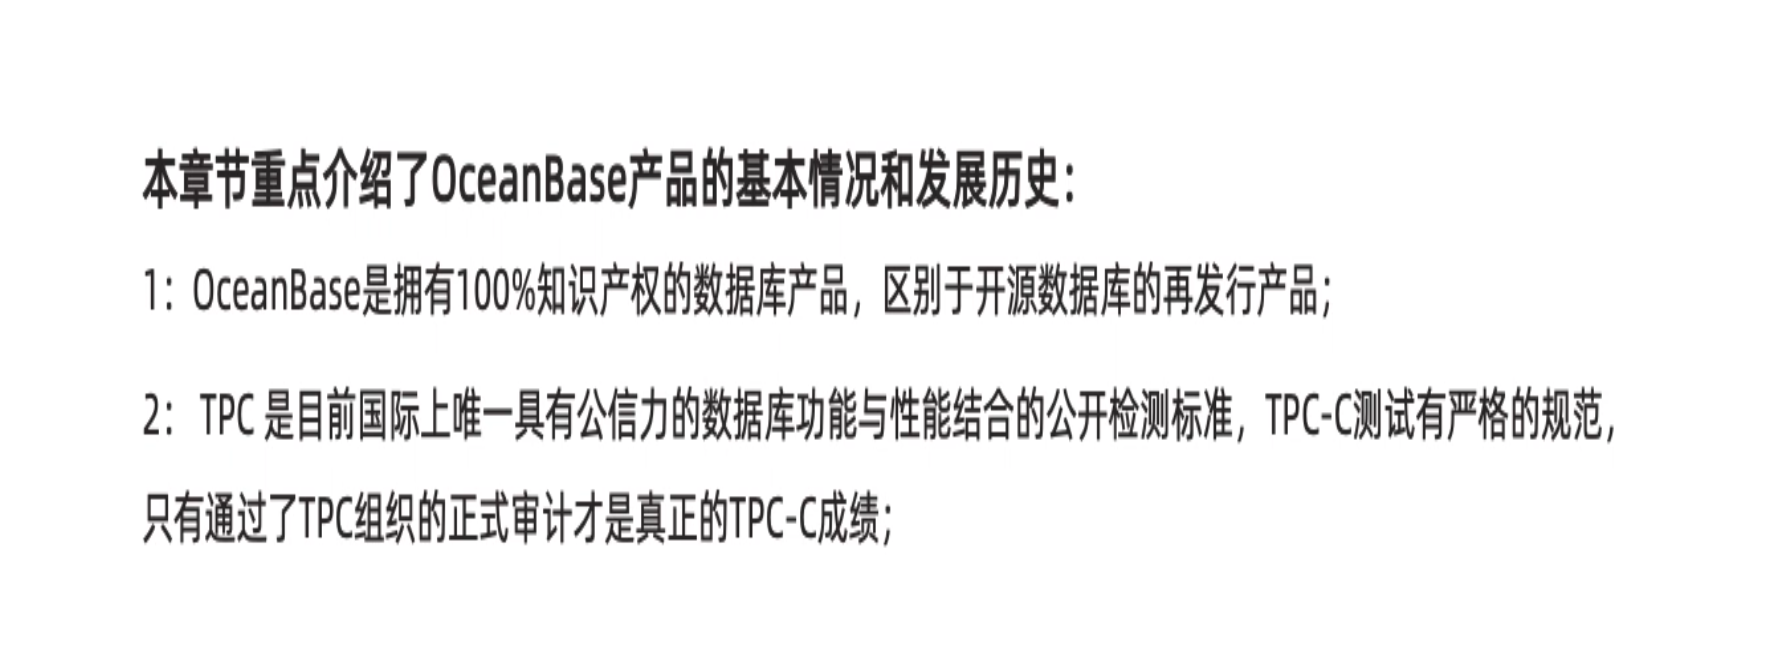 本章节重点介绍了OceanBase产品的基本情况和发展历史：
1：OceanBase是拥有100%知识产权的数据库产品，区别于开源数据库的再发行产品；
2： TPC 是目前国际上唯一具有公信力的数据库功能与性能结合的公开检测标准，TPC-C测试有严格的规范，
只有通过了TPC组织的正式审计才是真正的TPC-C成绩；